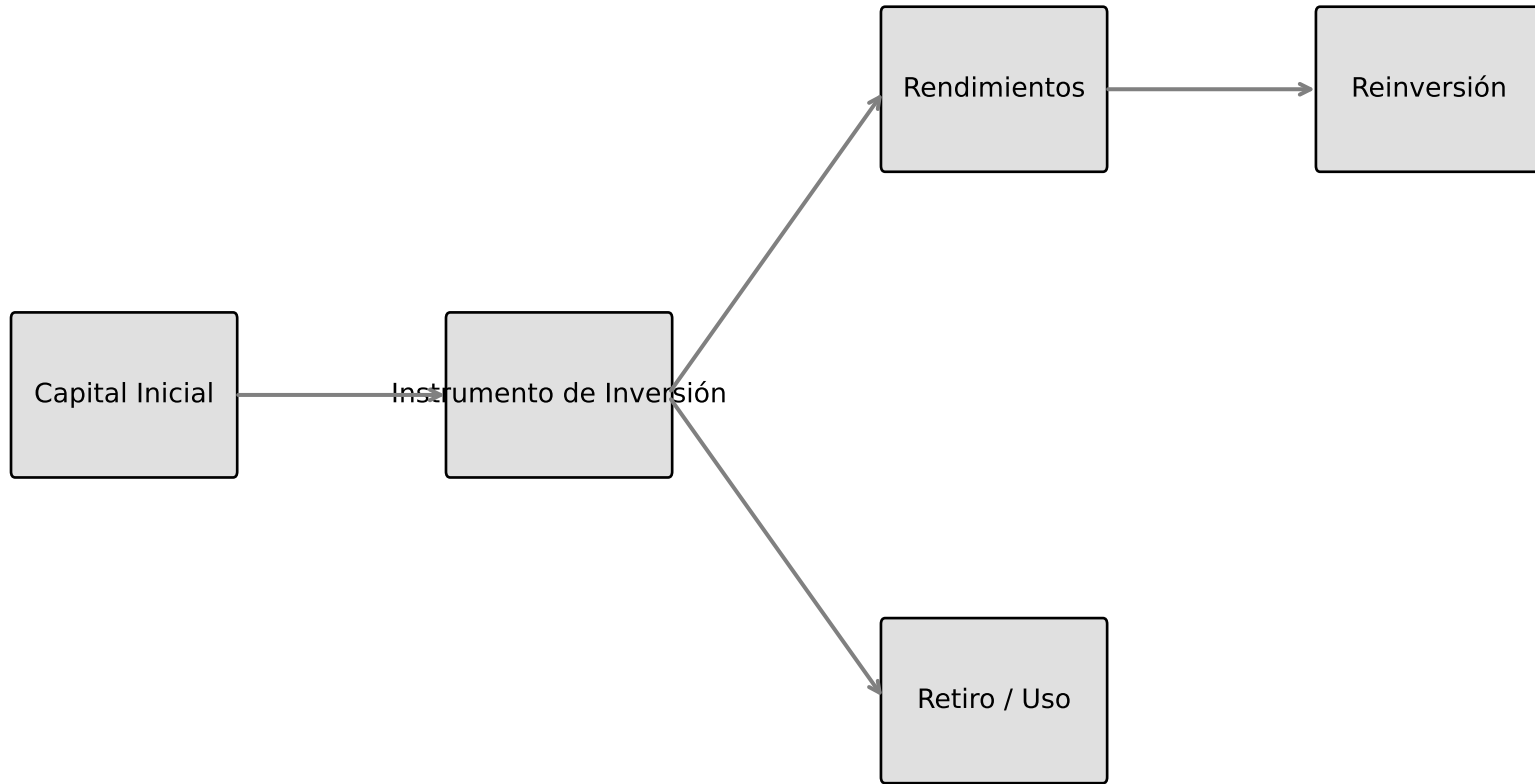 Rendimientos
Reinversión
Capital Inicial
Instrumento de Inversión
Retiro / Uso